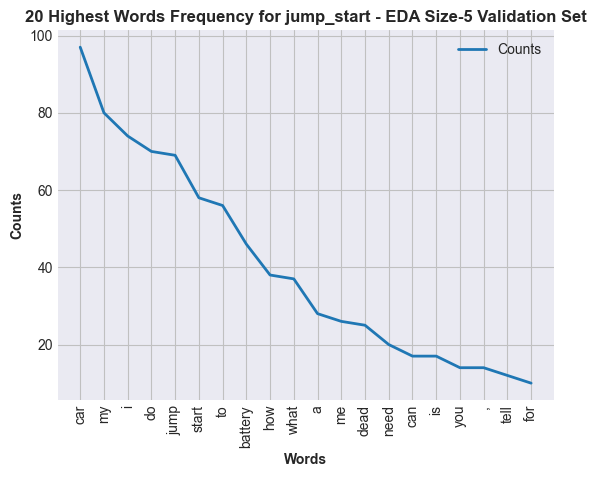 20 Highest Words Frequency for jump_start - EDA Size-5 Validation Set
Counts
100
80
60
40
20
Counts
car
my
i
do
jump
start
to
battery
how
what
a
me
dead
need
can
is
you
,
tell
for
Words